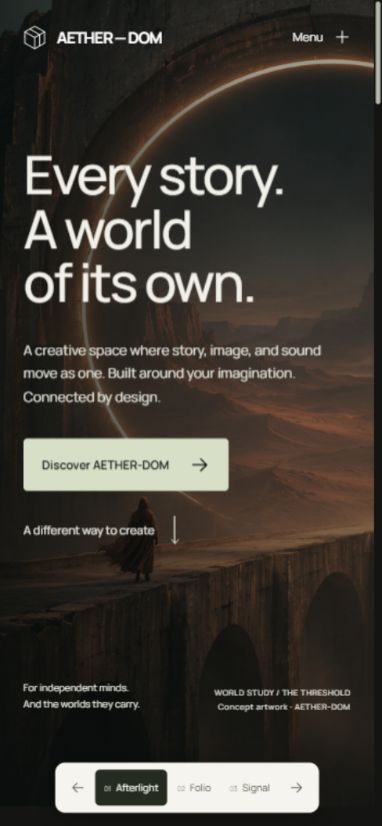 AETHER—DOM
Menu
Every story.
A world
of its own.
A creative space where story, image, and sound
move as one. Built around your imagination.
Connected by design.
Discover AETHER-DOM
A different way to create
For independent minds.
And the worlds they carry.
WORLD STUDY / THE THRESHOLD
Concept artwork - AETHER-DOM
01 Afterlight 02 Folio 03 Signal